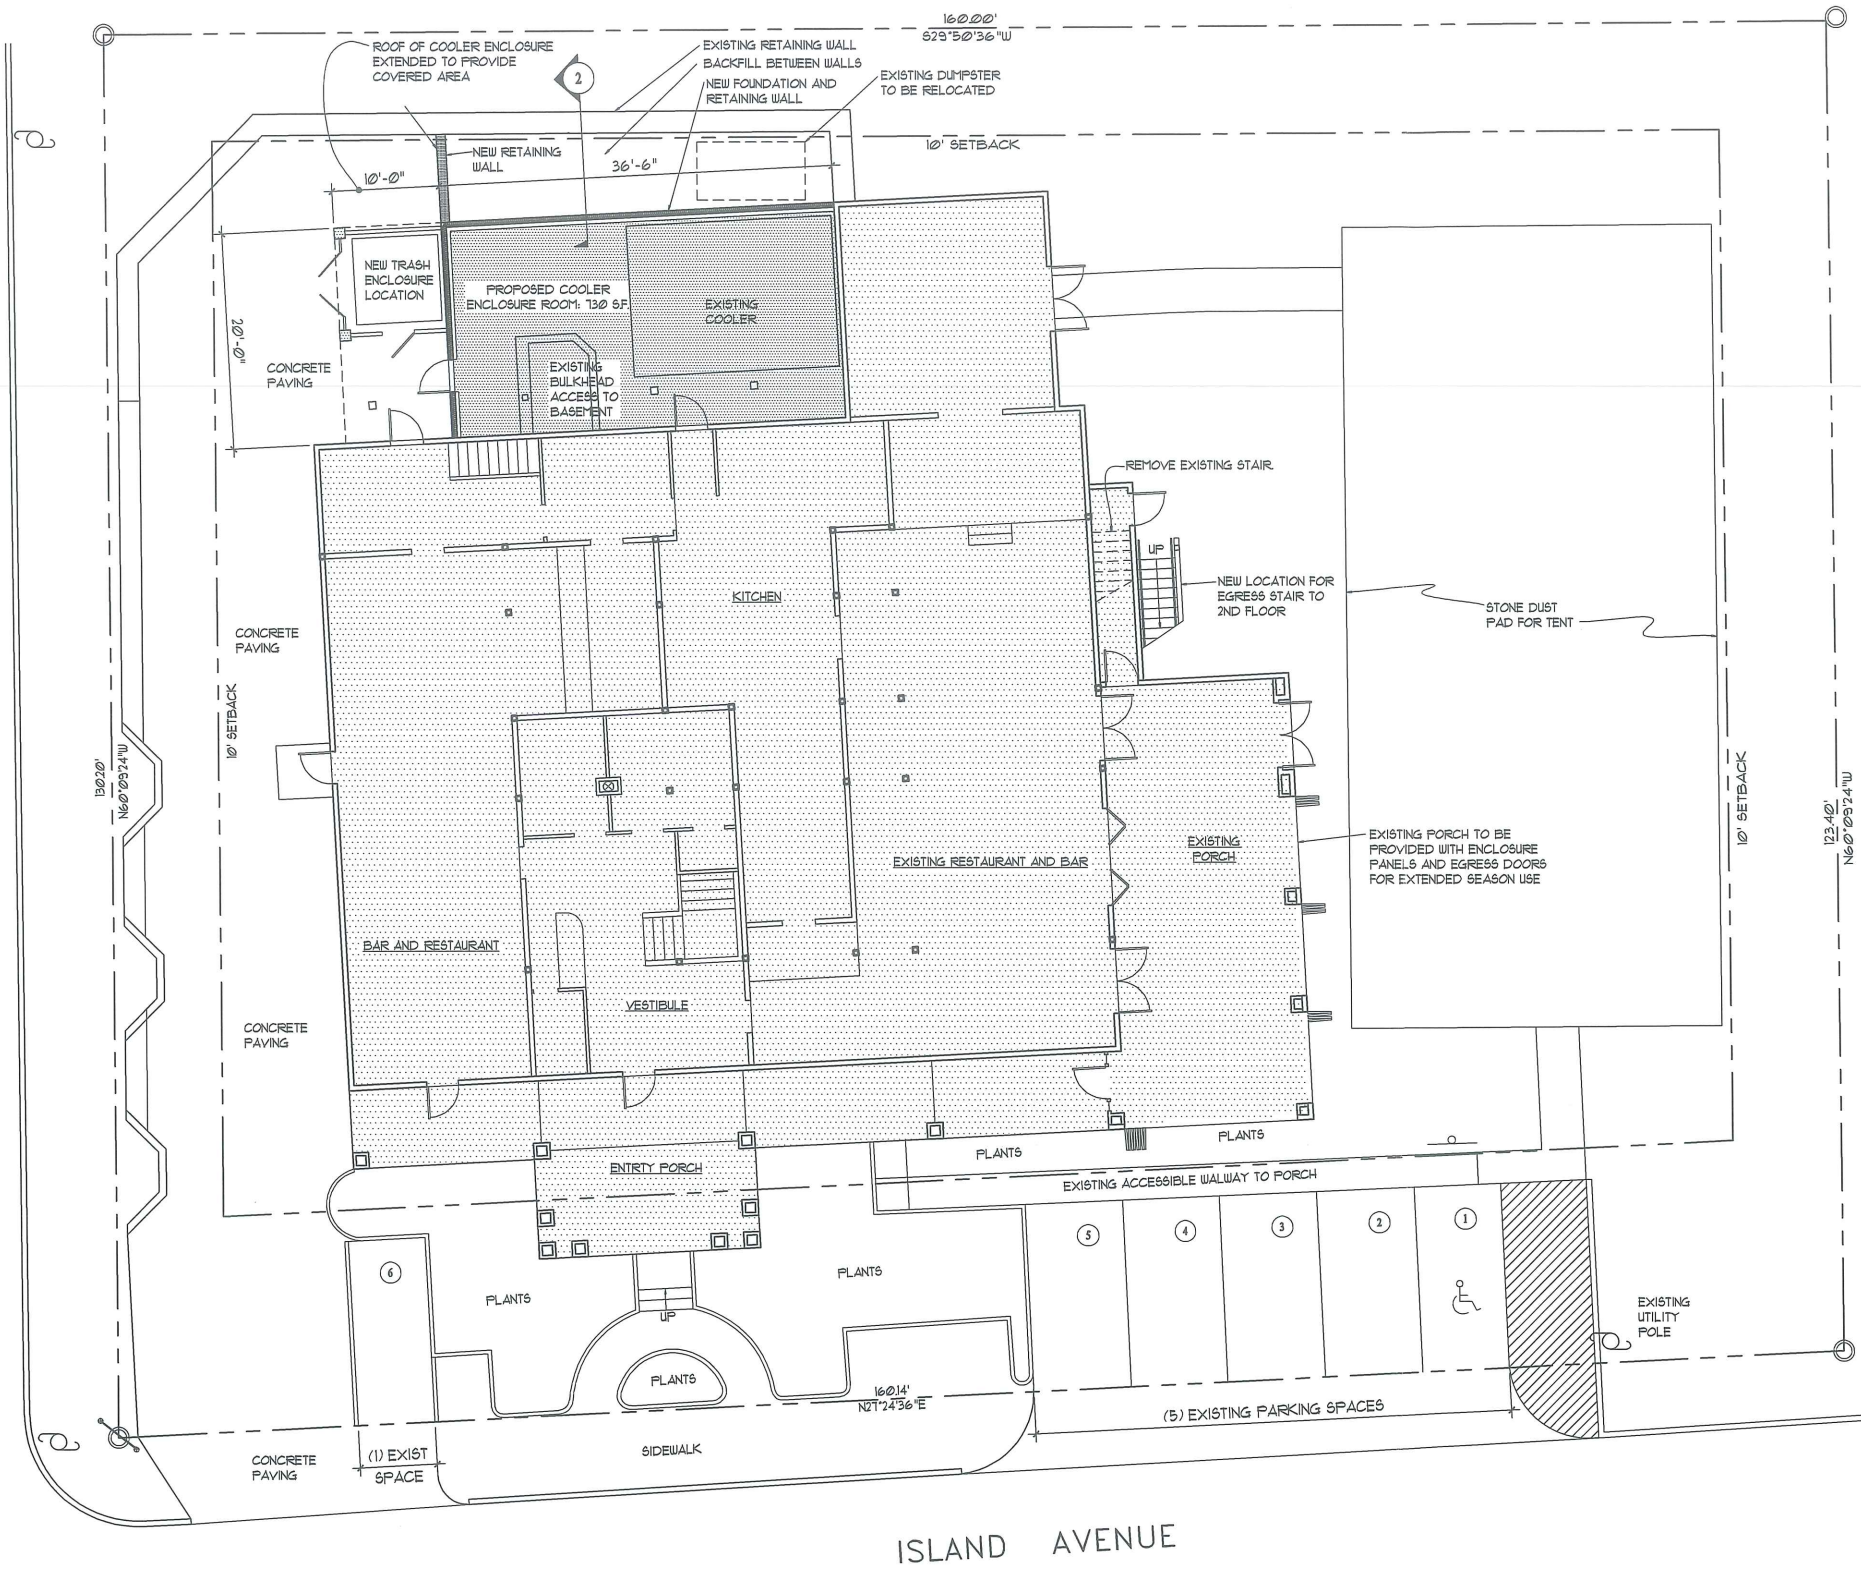 160.00'
S29°50'36"W
ROOF OF COOLER ENCLOSURE
EXTENDED TO PROVIDE
COVERED AREA
2
EXISTING RETAINING WALL
BACKFILL BETWEEN WALLS
NEW FOUNDATION AND
RETAINING WALL
EXISTING DUMPSTER
TO BE RELOCATED
10' SETBACK
NEW RETAINING
WALL
10'-0"
36'-6"
NEW TRASH
ENCLOSURE
LOCATION
PROPOSED COOLER
ENCLOSURE ROOM: 730 S.F.
EXISTING
COOLER
20'-0"
CONCRETE
PAVING
EXISTING
BULKHEAD
ACCESS TO
BASEMENT
REMOVE EXISTING STAIR
UP
KITCHEN
NEW LOCATION FOR
EGRESS STAIR TO
2ND FLOOR
STONE DUST
PAD FOR TENT
CONCRETE
PAVING
10' SETBACK
130.20'
N60°09'24"W
10' SETBACK
123.40'
N60°09'24"W
EXISTING
PORCH
EXISTING PORCH TO BE
PROVIDED WITH ENCLOSURE
PANELS AND EGRESS DOORS
FOR EXTENDED SEASON USE
EXISTING RESTAURANT AND BAR
BAR AND RESTAURANT
VESTIBULE
CONCRETE
PAVING
PLANTS
PLANTS
ENTRTY PORCH
EXISTING ACCESSIBLE WALWAY TO PORCH
5
4
3
2
1
6
PLANTS
PLANTS
UP
EXISTING
UTILITY
POLE
PLANTS
160.14'
N27°24'36"E
(5) EXISTING PARKING SPACES
SIDEWALK
(1) EXIST
SPACE
CONCRETE
PAVING
ISLAND AVENUE